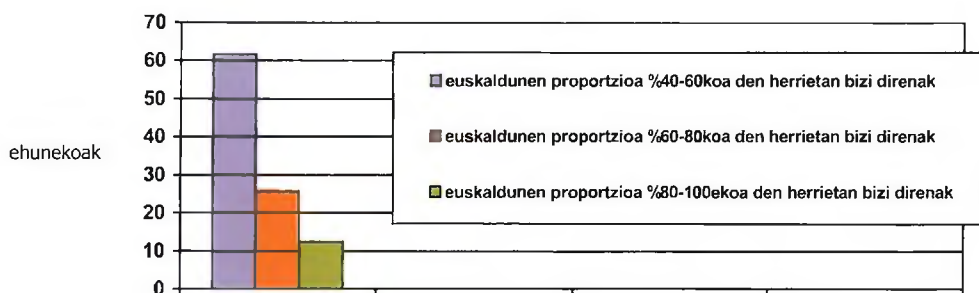 70
60
50
40
30
20
10
0
ehunekoak
euskaldunen proportzioa %40-60koa den herrietan bizi direnak
euskaldunen proportzioa %60-80koa den herrietan bizi direnak
euskaldunen proportzioa %80-100ekoa den herrietan bizi direnak